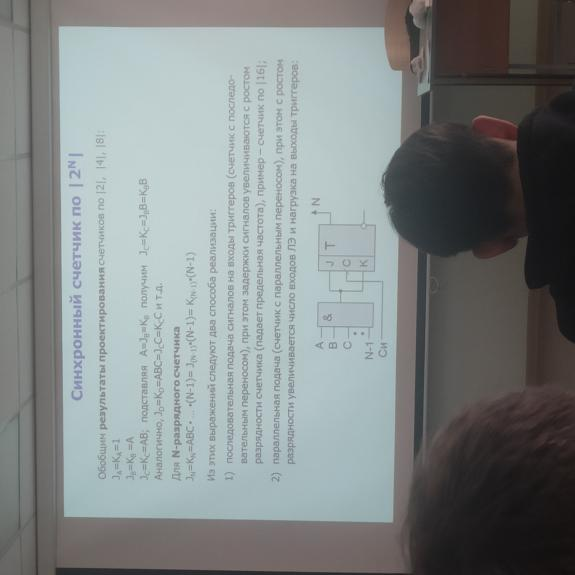 Синхронный счетчик по |2ᴺ|
Обобщим результаты проектирования счетчиков по |2|, |4|, |8|:
J_A=K_A=1
J_B=K_B=A
J_C=K_C=AB; подставляя A=J_B=K_B получим J_C=K_C=J_BB=K_BB
Аналогично, J_D=K_D=ABC=J_CC=K_CC и т.д.
Для N-разрядного счетчика
J_N=K_N=ABC• ... •(N-1)= J_(N-1)•(N-1)= K_(N-1)•(N-1)
Из этих выражений следуют два способа реализации:
1) последовательная подача сигналов на входы триггеров (счетчик с последо-
вательным переносом), при этом задержки сигналов увеличиваются с ростом
разрядности счетчика (падает предельная частота), пример – счетчик по |16|;
2) параллельная подача (счетчик с параллельным переносом), при этом с ростом
разрядности увеличивается число входов ЛЭ и нагрузка на выходы триггеров:
A
B
C
N-1
Си
&
J T
C
K
N